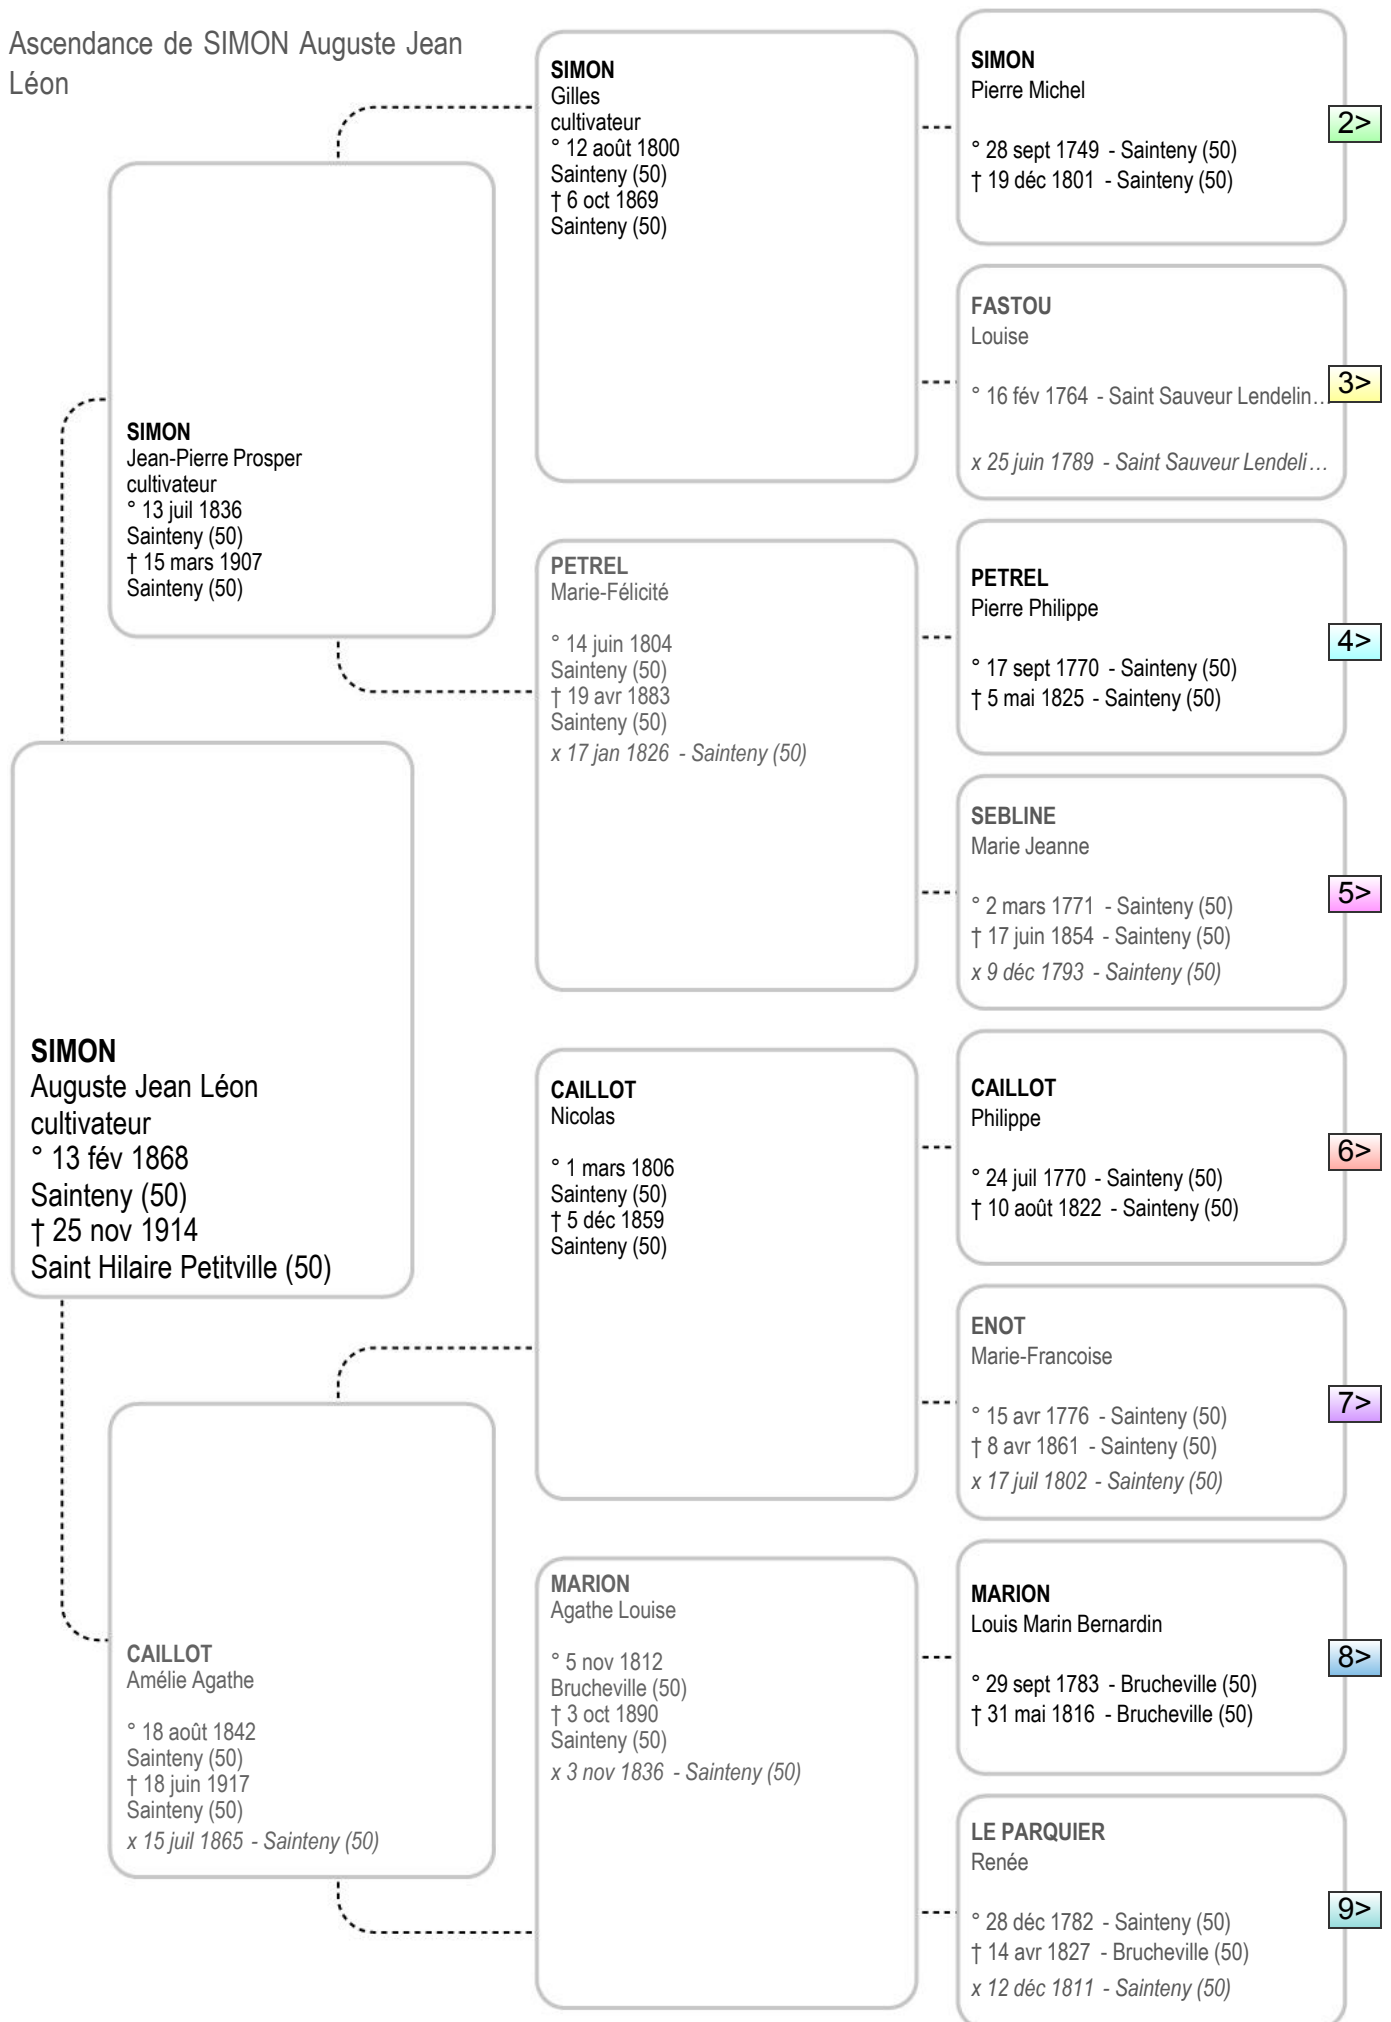 Ascendance de SIMON Auguste Jean
Léon
SIMON
Auguste Jean Léon
cultivateur
° 13 fév 1868
Sainteny (50)
† 25 nov 1914
Saint Hilaire Petitville (50)
SIMON
Jean-Pierre Prosper
cultivateur
° 13 juil 1836
Sainteny (50)
† 15 mars 1907
Sainteny (50)
CAILLOT
Amélie Agathe
° 18 août 1842
Sainteny (50)
† 18 juin 1917
Sainteny (50)
x 15 juil 1865 - Sainteny (50)
SIMON
Gilles
cultivateur
° 12 août 1800
Sainteny (50)
† 6 oct 1869
Sainteny (50)
PETREL
Marie-Félicité
° 14 juin 1804
Sainteny (50)
† 19 avr 1883
Sainteny (50)
x 17 jan 1826 - Sainteny (50)
CAILLOT
Nicolas
° 1 mars 1806
Sainteny (50)
† 5 déc 1859
Sainteny (50)
MARION
Agathe Louise
° 5 nov 1812
Brucheville (50)
† 3 oct 1890
Sainteny (50)
x 3 nov 1836 - Sainteny (50)
SIMON
Pierre Michel
2>
° 28 sept 1749 - Sainteny (50)
† 19 déc 1801 - Sainteny (50)
FASTOU
Louise
3>
° 16 fév 1764 - Saint Sauveur Lendelin...
x 25 juin 1789 - Saint Sauveur Lendeli...
PETREL
Pierre Philippe
4>
° 17 sept 1770 - Sainteny (50)
† 5 mai 1825 - Sainteny (50)
SEBLINE
Marie Jeanne
5>
° 2 mars 1771 - Sainteny (50)
† 17 juin 1854 - Sainteny (50)
x 9 déc 1793 - Sainteny (50)
CAILLOT
Philippe
6>
° 24 juil 1770 - Sainteny (50)
† 10 août 1822 - Sainteny (50)
ENOT
Marie-Francoise
7>
° 15 avr 1776 - Sainteny (50)
† 8 avr 1861 - Sainteny (50)
x 17 juil 1802 - Sainteny (50)
MARION
Louis Marin Bernardin
8>
° 29 sept 1783 - Brucheville (50)
† 31 mai 1816 - Brucheville (50)
LE PARQUIER
Renée
9>
° 28 déc 1782 - Sainteny (50)
† 14 avr 1827 - Brucheville (50)
x 12 déc 1811 - Sainteny (50)